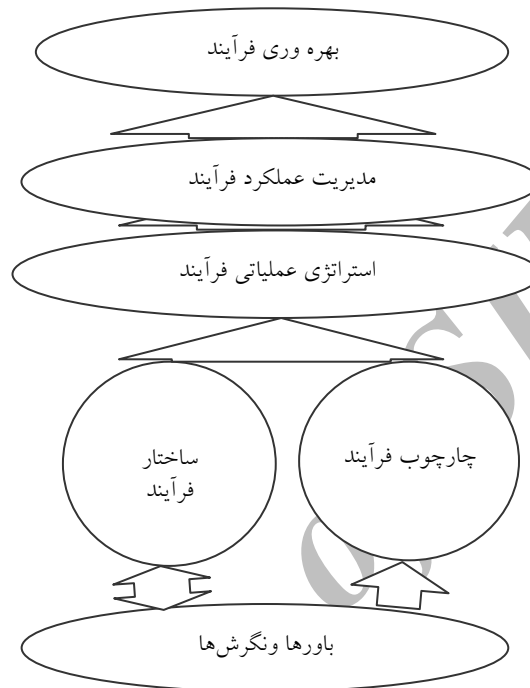 بهره وری فرآیند
مدیریت عملکرد فرآیند
استراتژی عملیاتی فرآیند
چارچوب فرآیند
ساختار
فرآیند
باورها ونگرش‌ها